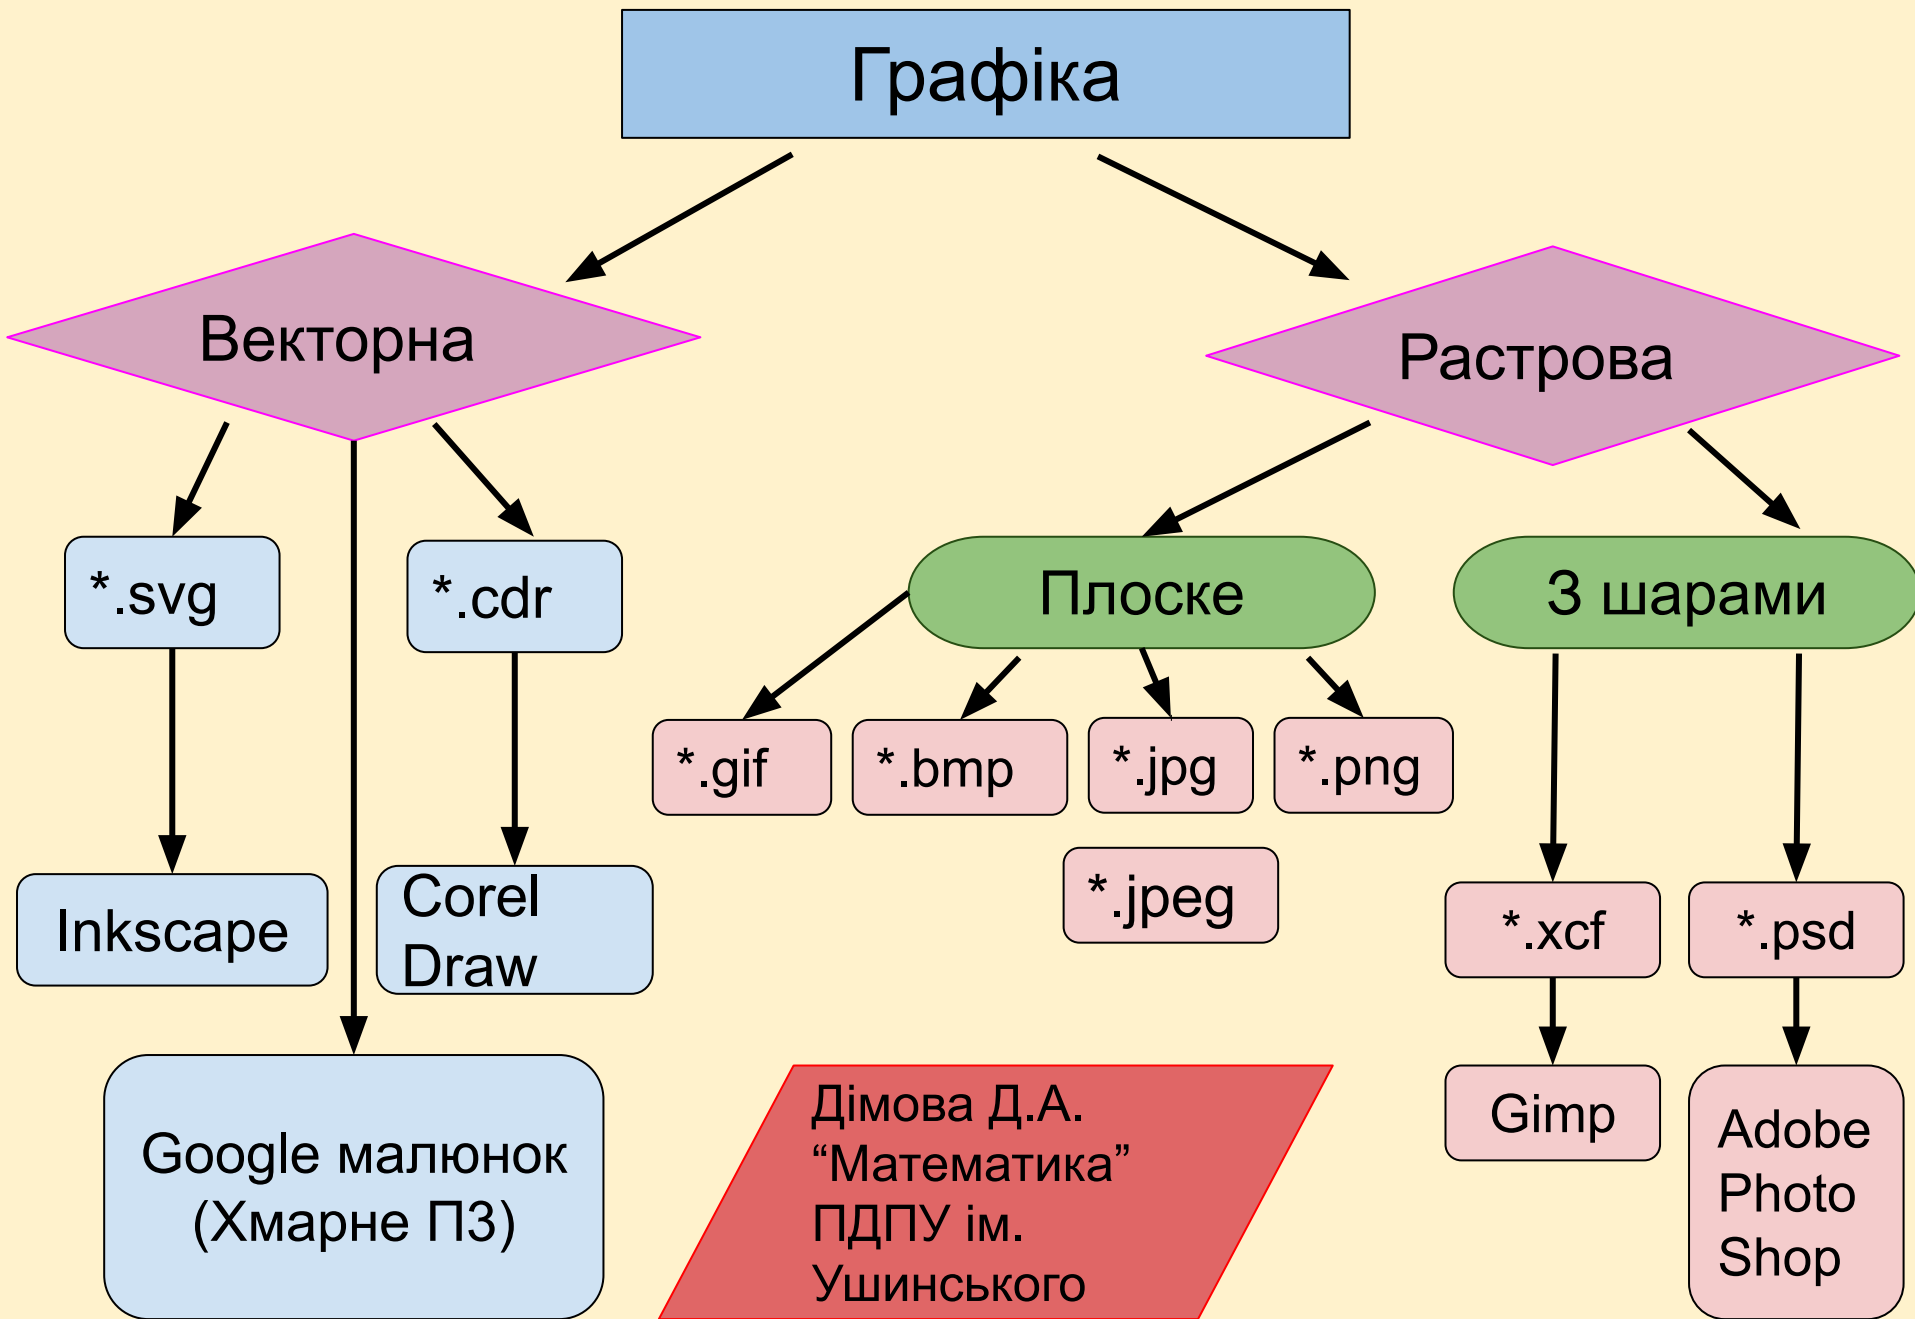 Графіка
Векторна
Растрова
*.svg
*.cdr
Плоске
З шарами
*.gif
*.bmp
*.jpg
*.png
*.jpeg
Inkscape
Corel
Draw
*.xcf
*.psd
Google малюнок
(Хмарне ПЗ)
Дімова Д.А.
“Математика”
ПДПУ ім.
Ушинського
Gimp
Adobe
Photo
Shop